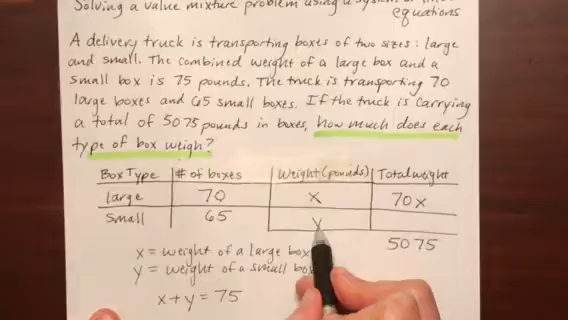 Solving a value mixture problem using a system of
equations
A delivery truck is transporting boxes of two sizes: large
and small. The combined weight of a large box and a
small box is 75 pounds. The truck is transporting 70
large boxes and 65 small boxes. If the truck is carrying
a total of 5075 pounds in boxes, how much does each
type of box weigh?
Box Type # of boxes Weight (pounds) Total weight
large 70 x 70x
small 65 y
5075
x = weight of a large box
y = weight of a small box
x+y = 75